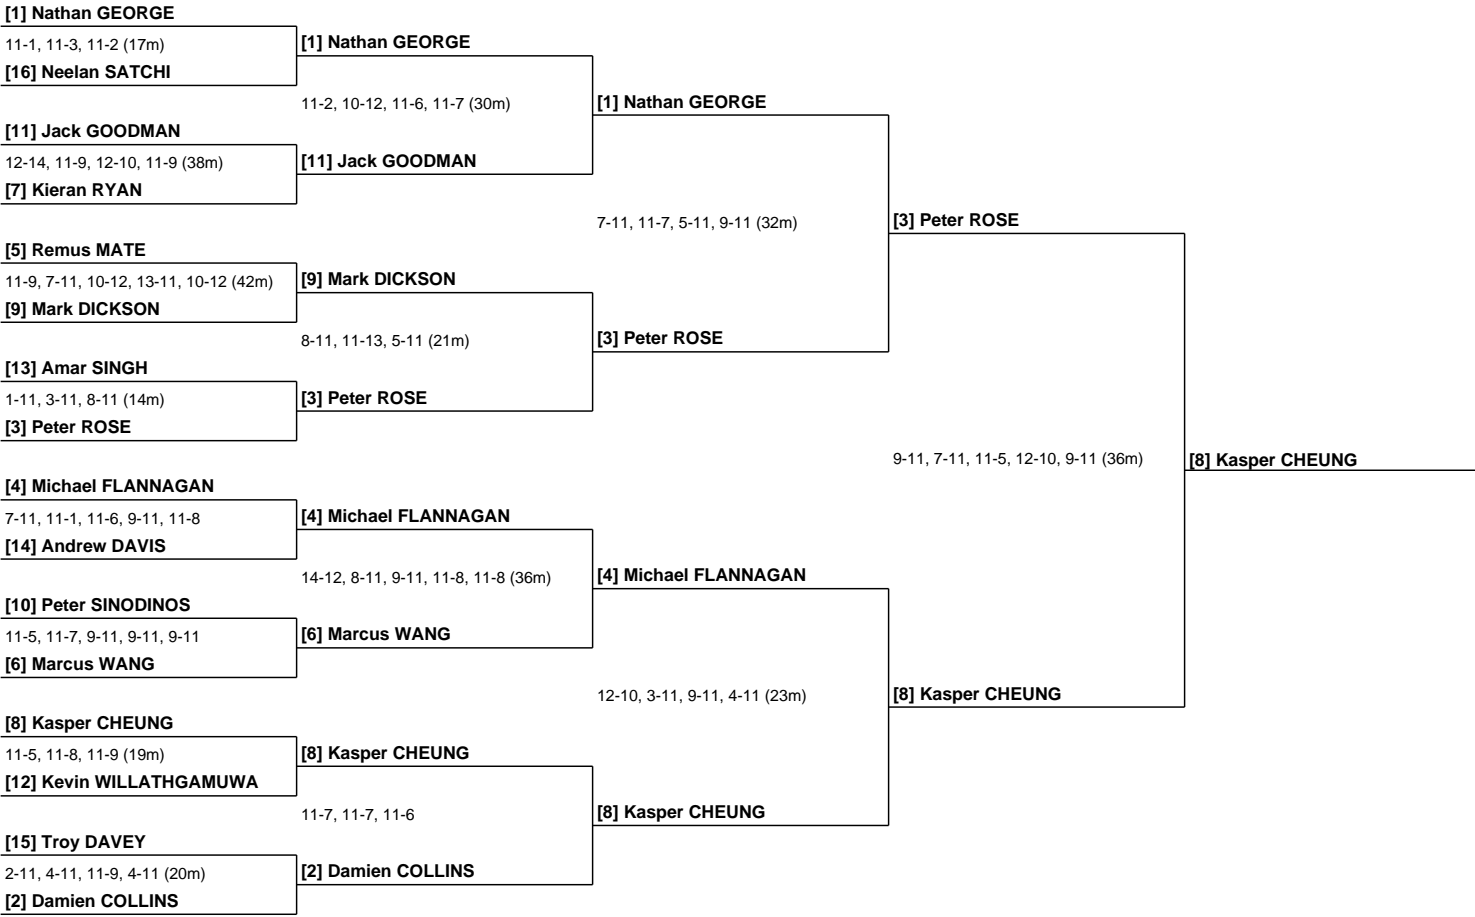 [1] Nathan GEORGE
11-1, 11-3, 11-2 (17m)
[16] Neelan SATCHI
[11] Jack GOODMAN
12-14, 11-9, 12-10, 11-9 (38m)
[7] Kieran RYAN
[5] Remus MATE
11-9, 7-11, 10-12, 13-11, 10-12 (42m)
[9] Mark DICKSON
[13] Amar SINGH
1-11, 3-11, 8-11 (14m)
[3] Peter ROSE
[4] Michael FLANNAGAN
7-11, 11-1, 11-6, 9-11, 11-8
[14] Andrew DAVIS
[10] Peter SINODINOS
11-5, 11-7, 9-11, 9-11, 9-11
[6] Marcus WANG
[8] Kasper CHEUNG
11-5, 11-8, 11-9 (19m)
[12] Kevin WILLATHGAMUWA
[15] Troy DAVEY
2-11, 4-11, 11-9, 4-11 (20m)
[2] Damien COLLINS
[1] Nathan GEORGE
11-2, 10-12, 11-6, 11-7 (30m)
[11] Jack GOODMAN
[9] Mark DICKSON
8-11, 11-13, 5-11 (21m)
[3] Peter ROSE
[4] Michael FLANNAGAN
14-12, 8-11, 9-11, 11-8, 11-8 (36m)
[6] Marcus WANG
[8] Kasper CHEUNG
11-7, 11-7, 11-6
[2] Damien COLLINS
[1] Nathan GEORGE
7-11, 11-7, 5-11, 9-11 (32m)
[3] Peter ROSE
[4] Michael FLANNAGAN
12-10, 3-11, 9-11, 4-11 (23m)
[8] Kasper CHEUNG
[3] Peter ROSE
9-11, 7-11, 11-5, 12-10, 9-11 (36m)
[8] Kasper CHEUNG
[8] Kasper CHEUNG